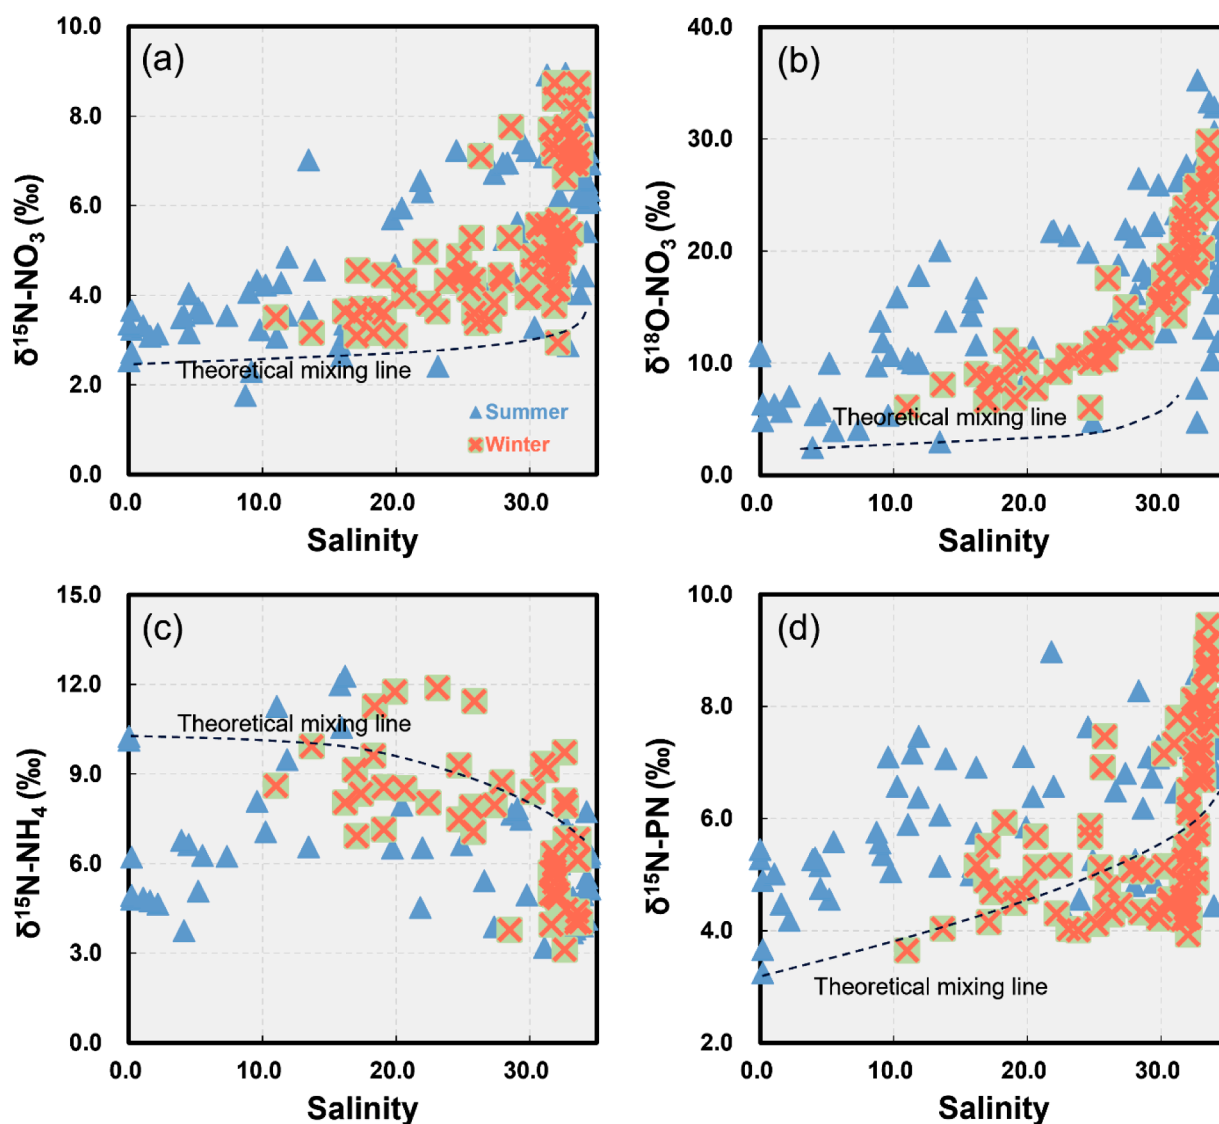 (a)
10.0
8.0
6.0
4.0
2.0
0.0
δ¹⁵N-NO₃ (‰)
Theoretical mixing line
Summer
Winter
0.0 10.0 20.0 30.0
Salinity
(b)
40.0
30.0
20.0
10.0
0.0
δ¹⁸O-NO₃ (‰)
Theoretical mixing line
0.0 10.0 20.0 30.0
Salinity
(c)
15.0
12.0
9.0
6.0
3.0
0.0
δ¹⁵N-NH₄ (‰)
Theoretical mixing line
0.0 10.0 20.0 30.0
Salinity
(d)
10.0
8.0
6.0
4.0
2.0
δ¹⁵N-PN (‰)
Theoretical mixing line
0.0 10.0 20.0 30.0
Salinity